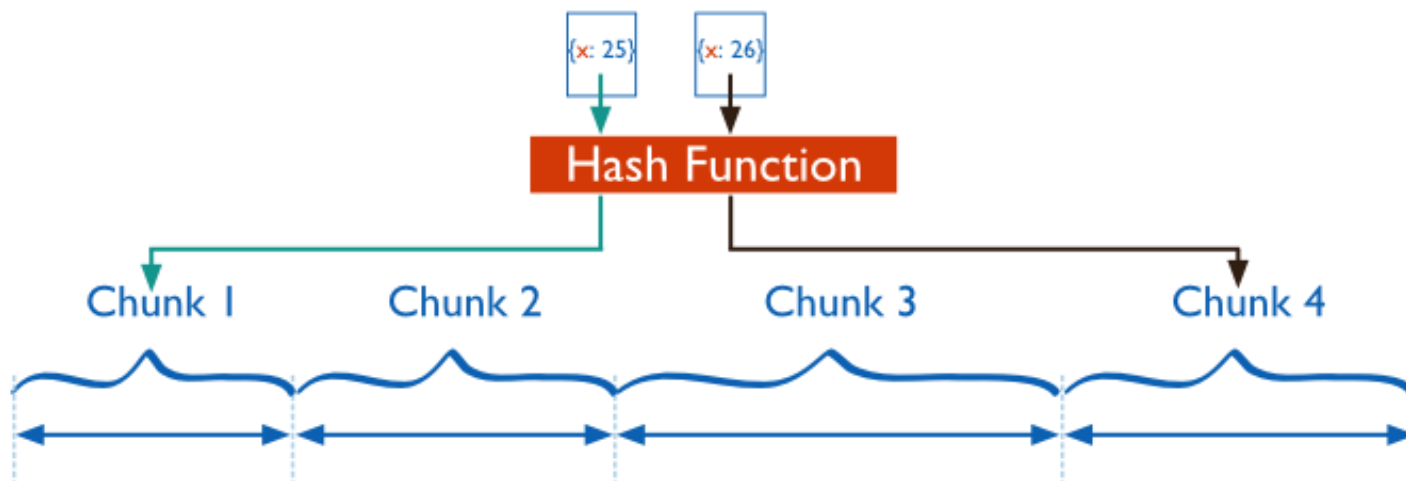 {x: 25}
{x: 26}
Hash Function
Chunk 1
Chunk 2
Chunk 3
Chunk 4